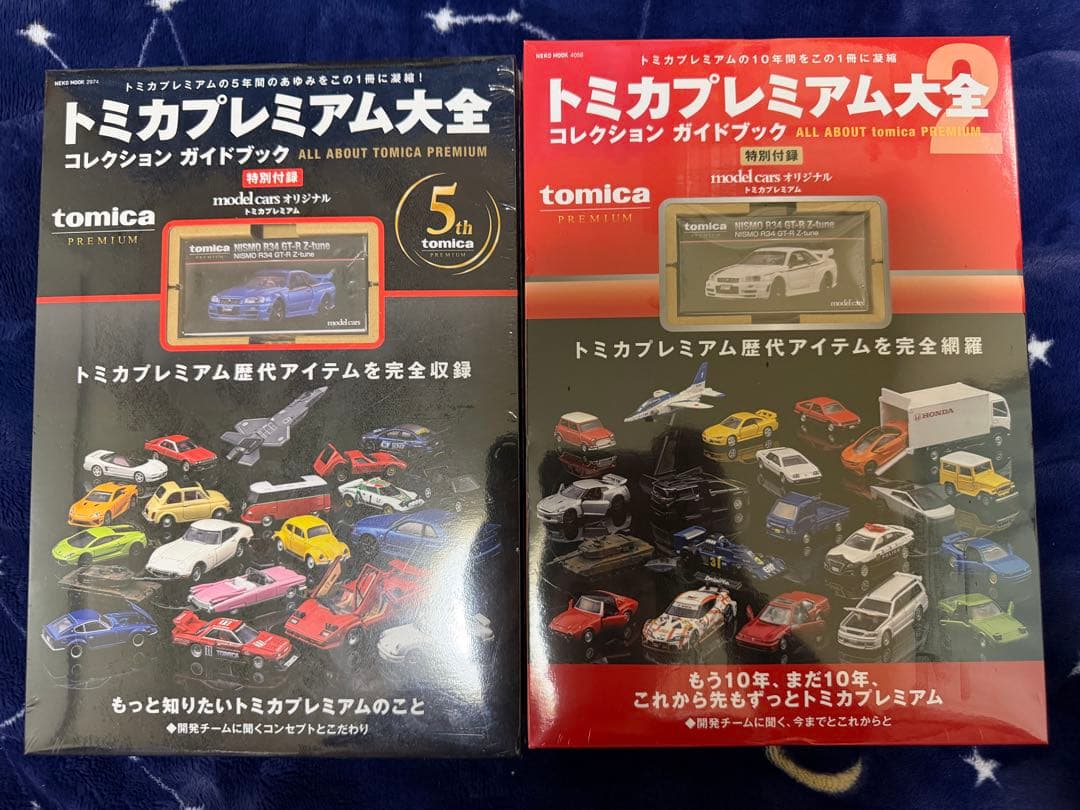 NEKO MOOK 2974
トミカプレミアムの5年間のあゆみをこの1冊に凝縮！
トミカプレミアム大全
コレクション ガイドブック ALL ABOUT TOMICA PREMIUM
特別付録
model cars オリジナル
トミカプレミアム
tomica
PREMIUM
5th
tomica
PREMIUM
tomica NISMO R34 GT-R Z-tune
NISMO R34 GT-R Z-tune
model cars
トミカプレミアム歴代アイテムを完全収録
TOMICA
もっと知りたいトミカプレミアムのこと
◆開発チームに聞くコンセプトとこだわり
NEKO MOOK 4056
トミカプレミアムの10年間をこの1冊に凝縮
2
トミカプレミアム大全
コレクション ガイドブック ALL ABOUT tomica PREMIUM
特別付録
model cars オリジナル
トミカプレミアム
tomica
PREMIUM
tomica NISMO R34 GT-R Z-tune
NISMO R34 GT-R Z-tune
model cars
トミカプレミアム歴代アイテムを完全網羅
HONDA
もう10年、まだ10年、
これから先もずっとトミカプレミアム
◆開発チームに聞く、今までとこれからと